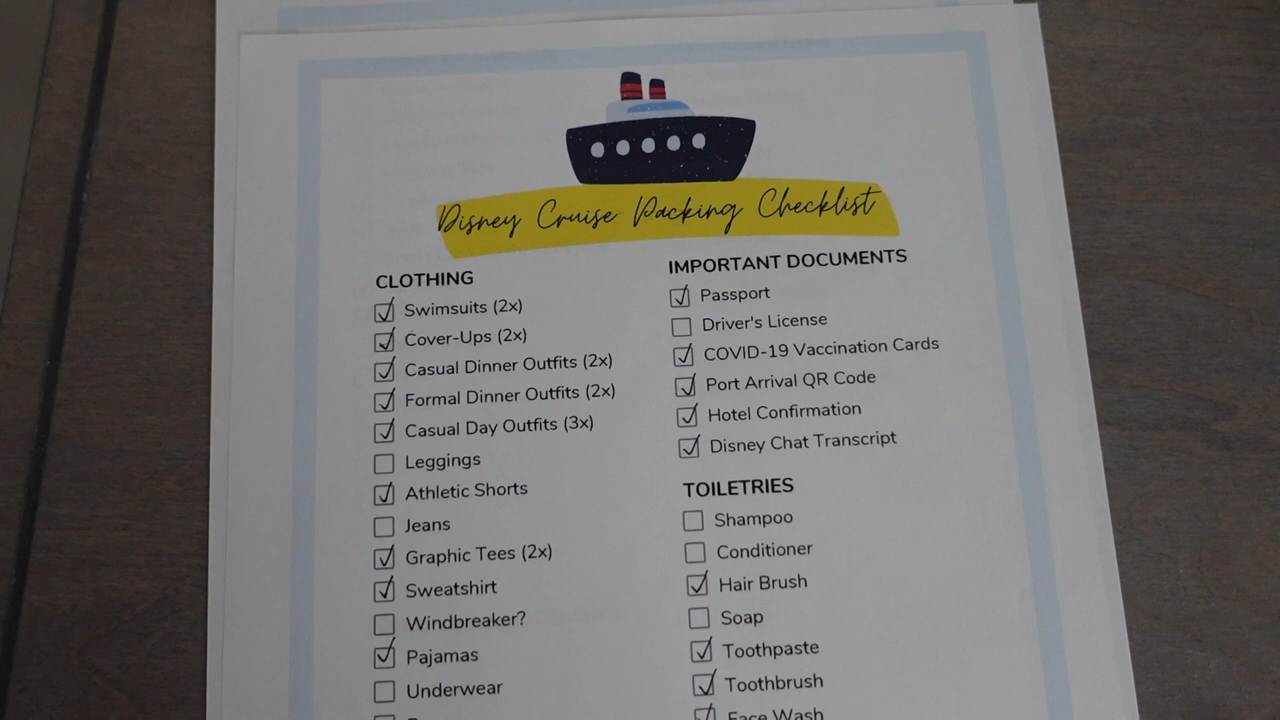 Disney Cruise Packing Checklist
CLOTHING
Swimsuits (2x)
Cover-Ups (2x)
Casual Dinner Outfits (2x)
Formal Dinner Outfits (2x)
Casual Day Outfits (3x)
Leggings
Athletic Shorts
Jeans
Graphic Tees (2x)
Sweatshirt
Windbreaker?
Pajamas
Underwear
IMPORTANT DOCUMENTS
Passport
Driver's License
COVID-19 Vaccination Cards
Port Arrival QR Code
Hotel Confirmation
Disney Chat Transcript
TOILETRIES
Shampoo
Conditioner
Hair Brush
Soap
Toothpaste
Toothbrush
Face Wash